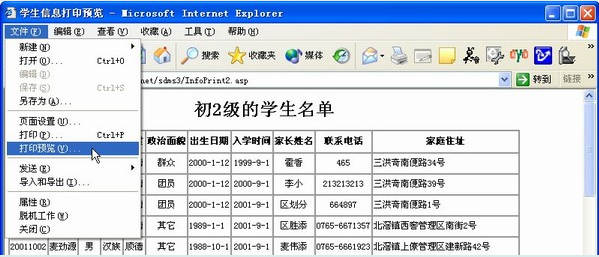 学生信息打印预览 - Microsoft Internet Explorer
文件(F) 编辑(E) 查看(V) 收藏(A) 工具(T) 帮助(H)
新建(N)
打开(O)... Ctrl+O
编辑(D)
保存(S) Ctrl+S
另存为(A)...
页面设置(U)...
打印(P)... Ctrl+P
打印预览(V)...
发送(E)
导入和导出(I)...
属性(R)
脱机工作(W)
关闭(C)
搜索 收藏夹 媒体
net/sdms3/InfoPrint2.asp 转到 链接 »
初2级的学生名单
政治面貌 出生日期 入学时间 家长姓名 联系电话 家庭住址
群众 2000-1-12 1999-9-1 霍香 465 三洪奇南便路34号
团员 2000-1-12 2000-9-1 李小 213213213 三洪奇南便路39号
团员 2000-1-12 2001-9-1 区划分 664897 三洪奇南便路1号
其它 1989-1-1 2001-9-1 区胜添 0765-6671357 北滘镇西滘管理区南街2号
20011002 麦劲源 男 汉族 顺德 其它 1988-10-1 2001-9-1 麦伟添 0765-6661923 北滘镇上僚管理区建新路42号